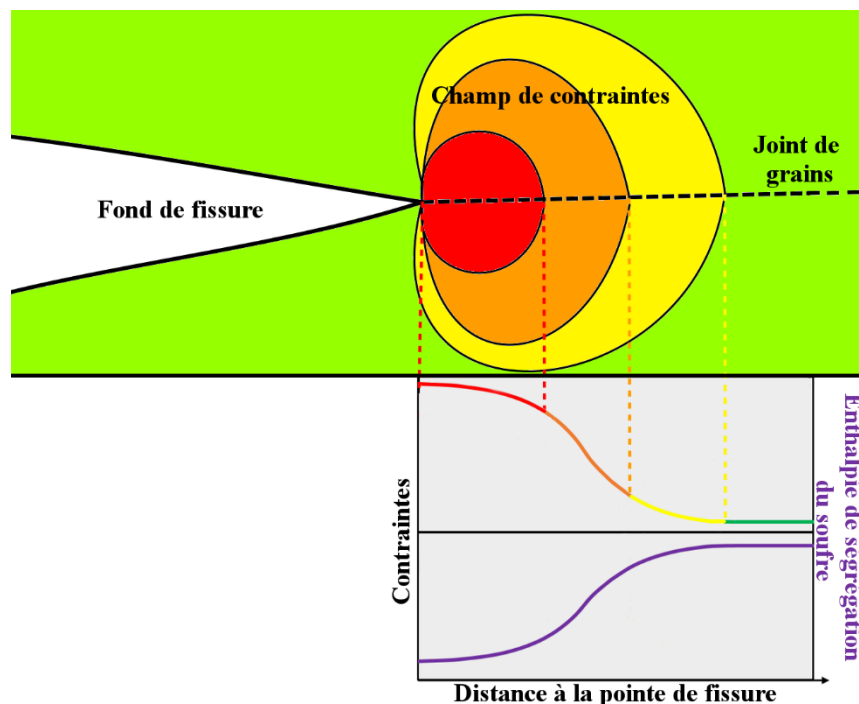 Champ de contraintes
Joint de
grains
Fond de fissure
Contraintes
Enthalpie de ségrégation
du soufre
Distance à la pointe de fissure